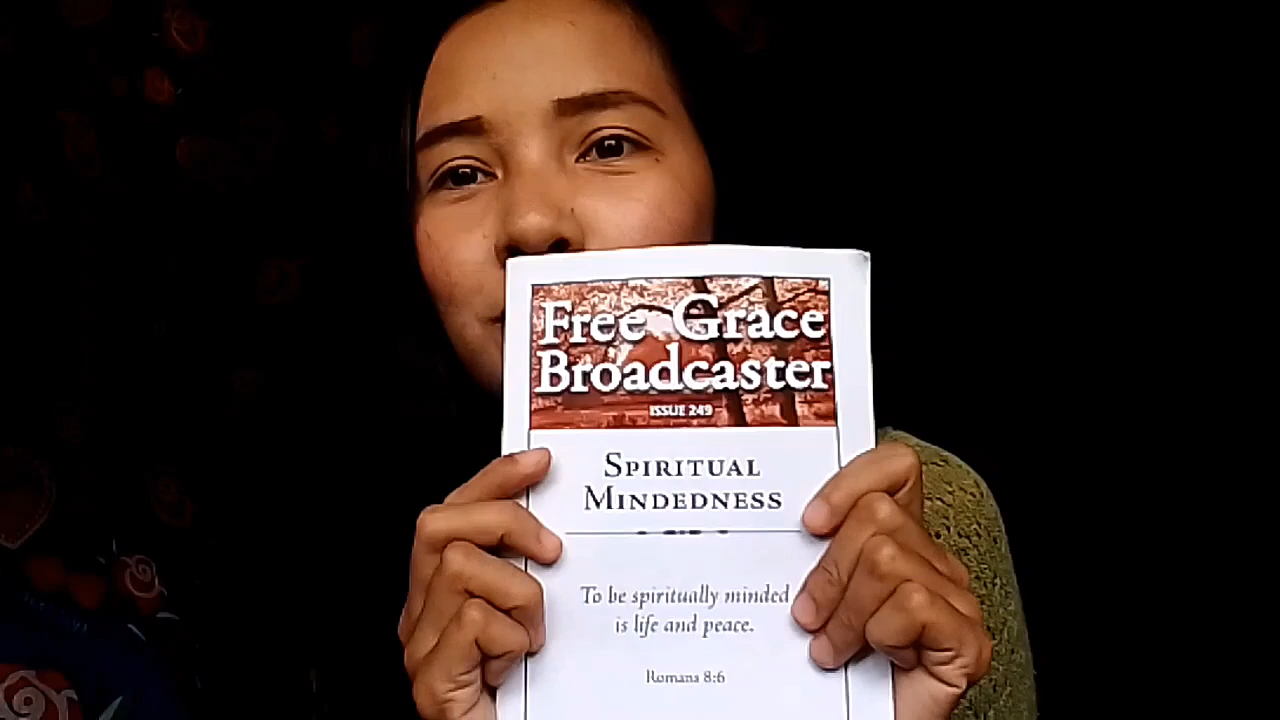 Free Grace
Broadcaster
ISSUE 249
SPIRITUAL
MINDEDNESS
To be spiritually minded
is life and peace.
Romans 8:6